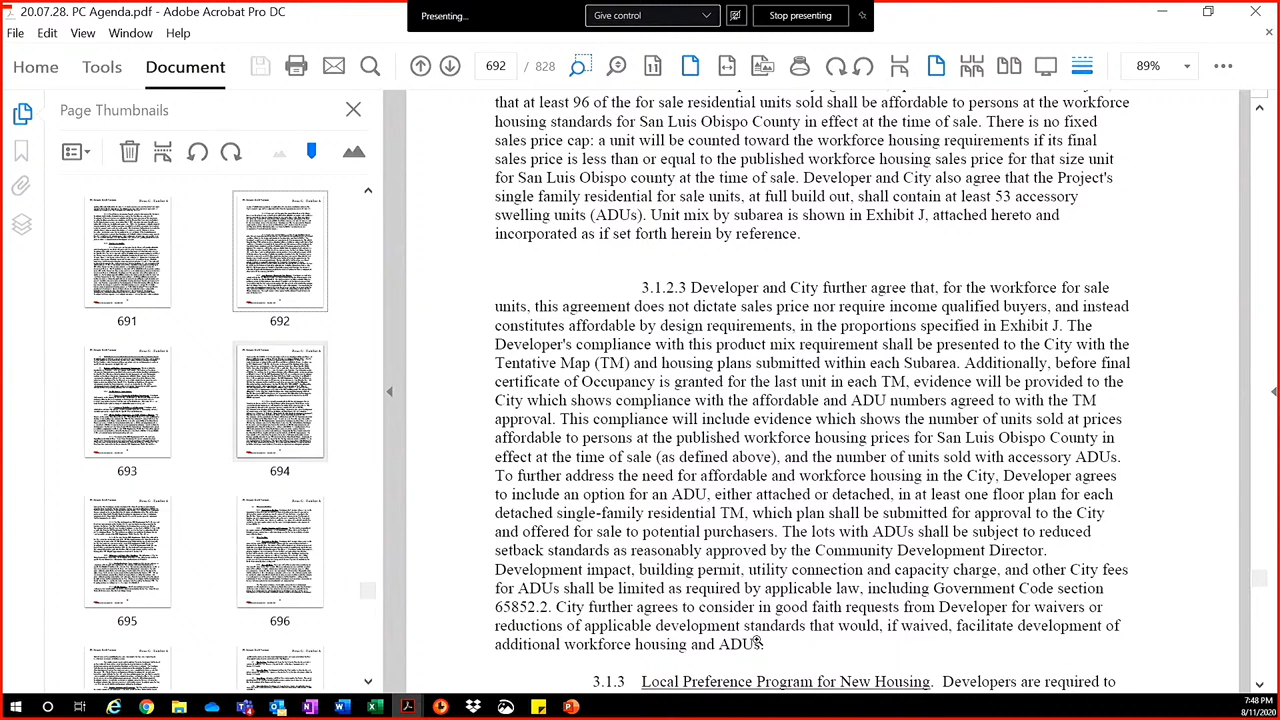 20.07.28. PC Agenda.pdf - Adobe Acrobat Pro DC
Presenting...
Give control
Stop presenting
File Edit View Window Help
Home Tools Document
692 / 828
89%
Page Thumbnails
691
692
693
694
695
696
that at least 96 of the for sale residential units sold shall be affordable to persons at the workforce
housing standards for San Luis Obispo County in effect at the time of sale. There is no fixed
sales price cap: a unit will be counted toward the workforce housing requirements if its final
sales price is less than or equal to the published workforce housing sales price for that size unit
for San Luis Obispo county at the time of sale. Developer and City also agree that the Project's
single family residential for sale units, at full build out, shall contain at least 53 accessory
swelling units (ADUs). Unit mix by subarea is shown in Exhibit J, attached hereto and
incorporated as if set forth herein by reference.
3.1.2.3 Developer and City further agree that, for the workforce for sale
units, this agreement does not dictate sales price nor require income qualified buyers, and instead
constitutes affordable by design requirements, in the proportions specified in Exhibit J. The
Developer's compliance with this product mix requirement shall be presented to the City with the
Tentative Map (TM) and housing plans submitted within each Subarea. Additionally, before final
certificate of Occupancy is granted for the last unit in each TM, evidence will be provided to the
City which shows compliance with the affordable and ADU numbers agreed to with the TM
approval. This compliance will include evidence which shows the number of units sold at prices
affordable to persons at the published workforce housing prices for San Luis Obispo County in
effect at the time of sale (as defined above), and the number of units sold with accessory ADUs.
To further address the need for affordable and workforce housing in the City, Developer agrees
to include an option for an ADU, either attached or detached, in at least one floor plan for each
detached single-family residential TM, which plan shall be submitted for approval to the City
and offered for sale to potential purchasers. The lots with ADUs shall be subject to reduced
setback standards as reasonably approved by the Community Development Director.
Development impact, building permit, utility connection and capacity charge, and other City fees
for ADUs shall be limited as required by applicable law, including Government Code section
65852.2. City further agrees to consider in good faith requests from Developer for waivers or
reductions of applicable development standards that would, if waived, facilitate development of
additional workforce housing and ADUs.
3.1.3 Local Preference Program for New Housing. Developers are required to
7:48 PM
8/11/2020